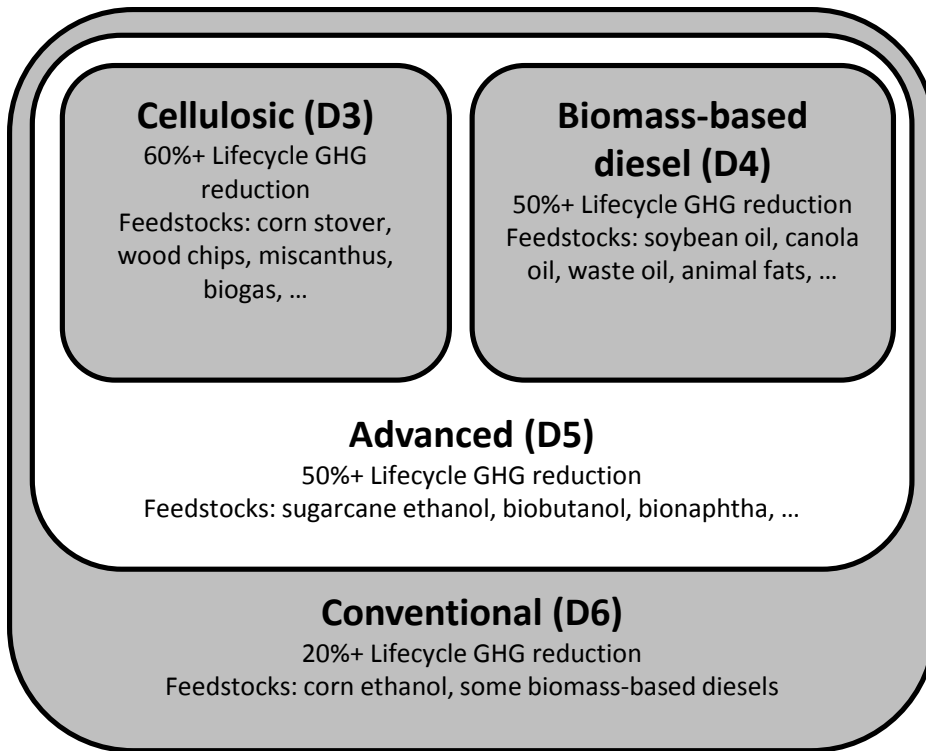 Cellulosic (D3)
60%+ Lifecycle GHG
reduction
Feedstocks: corn stover,
wood chips, miscanthus,
biogas, ...
Biomass-based
diesel (D4)
50%+ Lifecycle GHG reduction
Feedstocks: soybean oil, canola
oil, waste oil, animal fats, ...
Advanced (D5)
50%+ Lifecycle GHG reduction
Feedstocks: sugarcane ethanol, biobutanol, bionaphtha, ...
Conventional (D6)
20%+ Lifecycle GHG reduction
Feedstocks: corn ethanol, some biomass-based diesels